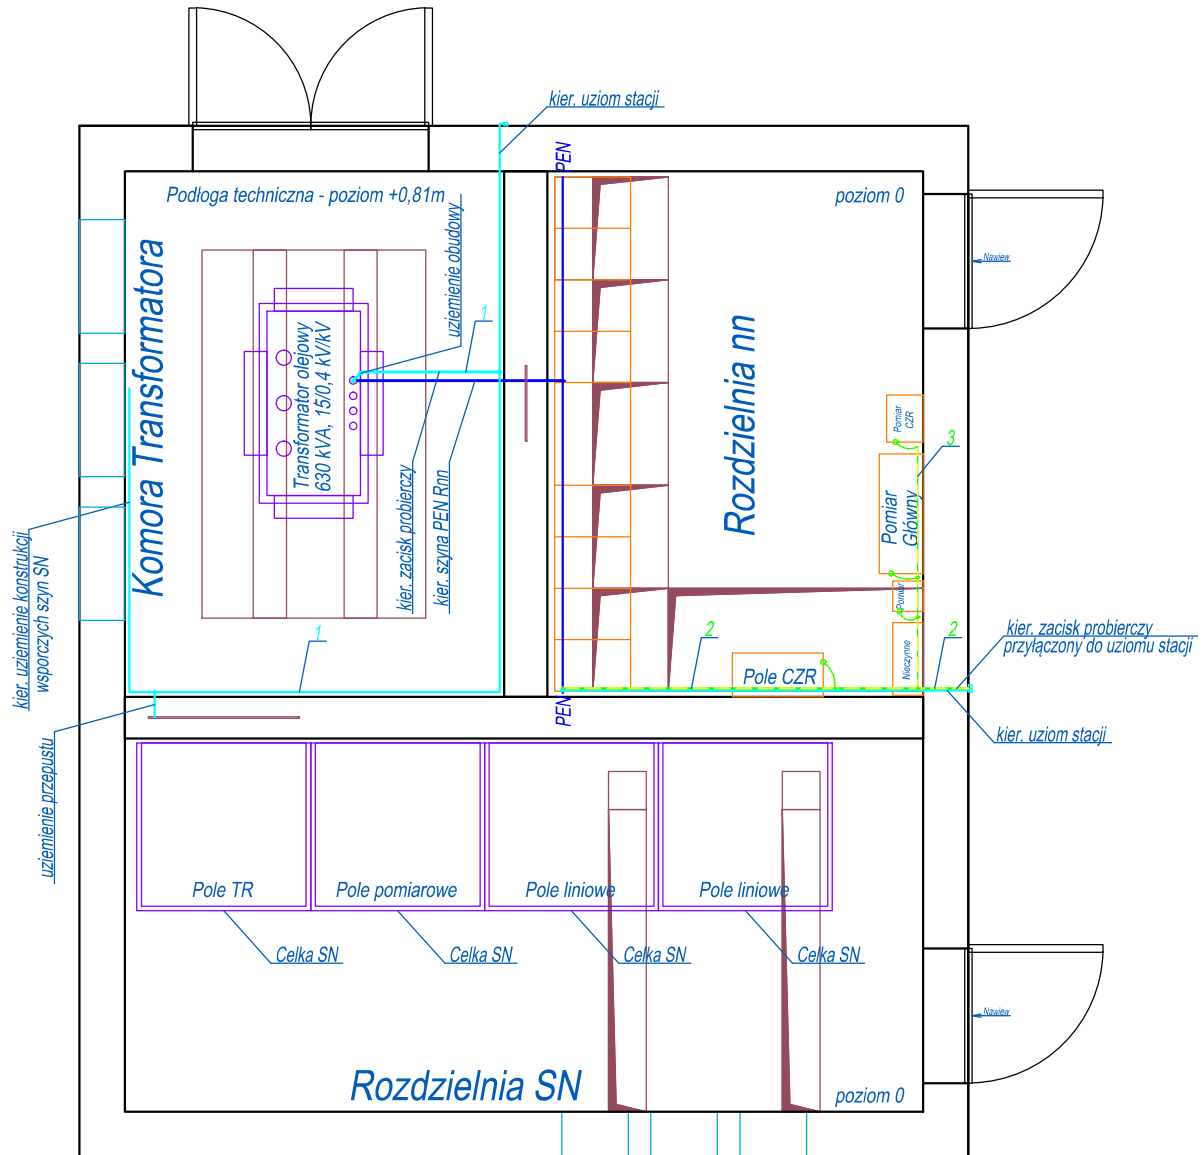 kier. uziom stacji
PEN
Podłoga techniczna - poziom +0,81m
poziom 0
Komora Transformatora
uziemienie obudowy
1
Nawiew
Transformator olejowy
630 kVA, 15/0,4 kV/kV
Rozdzielnia nn
Pomiar
CZR
3
kier. zacisk probierczy
kier. szyna PEN Rnn
Pomiar
Główny
kier. uziemienie konstrukcji
wsporczych szyn SN
Pomiar
1
2
Nieczynne
2
kier. zacisk probierczy
przyłączony do uziomu stacji
Pole CZR
PEN
kier. uziom stacji
uziemienie przepustu
Pole TR
Pole pomiarowe
Pole liniowe
Pole liniowe
Celka SN
Celka SN
Celka SN
Celka SN
Nawiew
Rozdzielnia SN
poziom 0